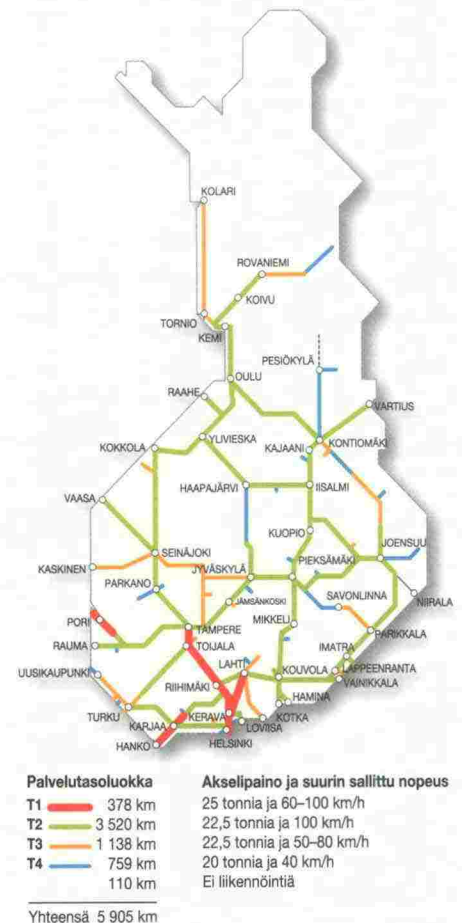 KOLARI
ROVANIEMI
KOIVU
TORNIO
KEMI
PESIÖKYLÄ
OULU
RAAHE
VARTIUS
YLIVIESKA
KOKKOLA
KAJAANI
KONTIOMÄKI
HAAPAJÄRVI
IISALMI
VAASA
KUOPIO
SEINÄJOKI
JOENSUU
KASKINEN
JYVÄSKYLÄ
PIEKSÄMÄKI
PARKANO
JÄMSÄNKOSKI
SAVONLINNA
NIIRALA
PORI
MIKKELI
TAMPERE
PARIKKALA
RAUMA
TOIJALA
IMATRA
LAHTI
UUSIKAUPUNKI
RIIHIMÄKI
KOUVOLA
LAPPEENRANTA
VAINIKKALA
HAMINA
TURKU
KERAVA
KOTKA
KARJAA
LOVIISA
HANKO
HELSINKI
Palvelutasoluokka Akselipaino ja suurin sallittu nopeus
T1 378 km 25 tonnia ja 60–100 km/h
T2 3 520 km 22,5 tonnia ja 100 km/h
T3 1 138 km 22,5 tonnia ja 50–80 km/h
T4 759 km 20 tonnia ja 40 km/h
110 km Ei liikennöintiä
Yhteensä 5 905 km